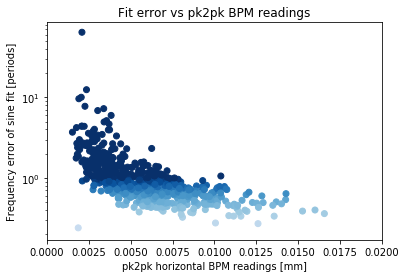 Fit error vs pk2pk BPM readings
Frequency error of sine fit [periods]
10¹
10⁰
0.0000 0.0025 0.0050 0.0075 0.0100 0.0125 0.0150 0.0175 0.0200
pk2pk horizontal BPM readings [mm]